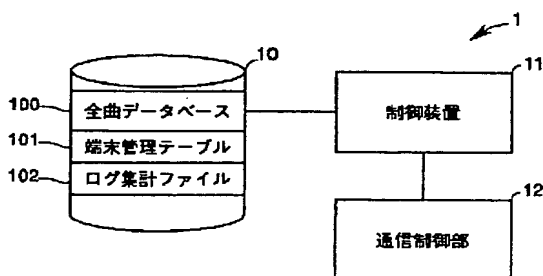 1
10
11
100
全曲データベース
制御装置
101
端末管理テーブル
102
ログ集計ファイル
12
通信制御部